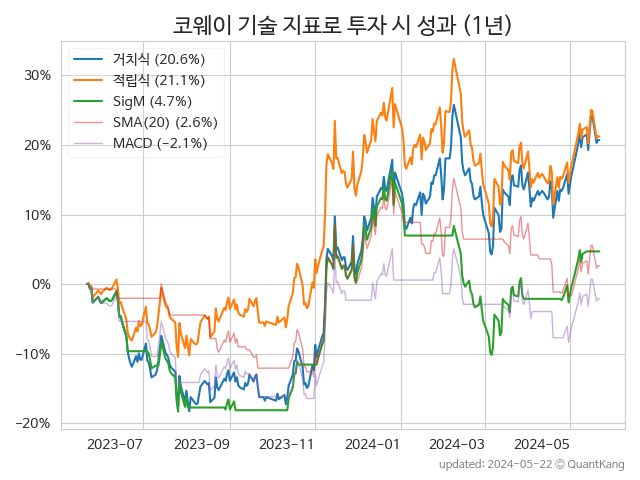 코웨이 기술 지표로 투자 시 성과 (1년)
거치식 (20.6%)
적립식 (21.1%)
SigM (4.7%)
SMA(20) (2.6%)
MACD (−2.1%)
30%
20%
10%
0%
−10%
−20%
2023-07 2023-09 2023-11 2024-01 2024-03 2024-05
updated: 2024-05-22 © QuantKang